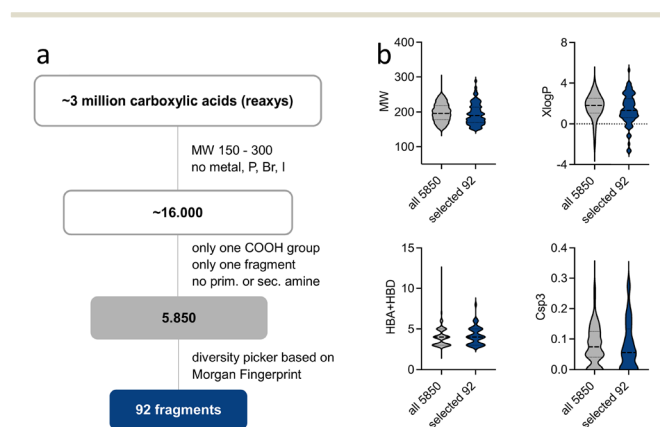 a
~3 million carboxylic acids (reaxys)
MW 150 - 300
no metal, P, Br, I
~16.000
only one COOH group
only one fragment
no prim. or sec. amine
5.850
diversity picker based on
Morgan Fingerprint
92 fragments
b
MW
400
300
200
100
all 5850
selected 92
XlogP
8
4
0
-4
all 5850
selected 92
HBA+HBD
15
10
5
0
all 5850
selected 92
Csp3
0.4
0.3
0.2
0.1
0.0
all 5850
selected 92